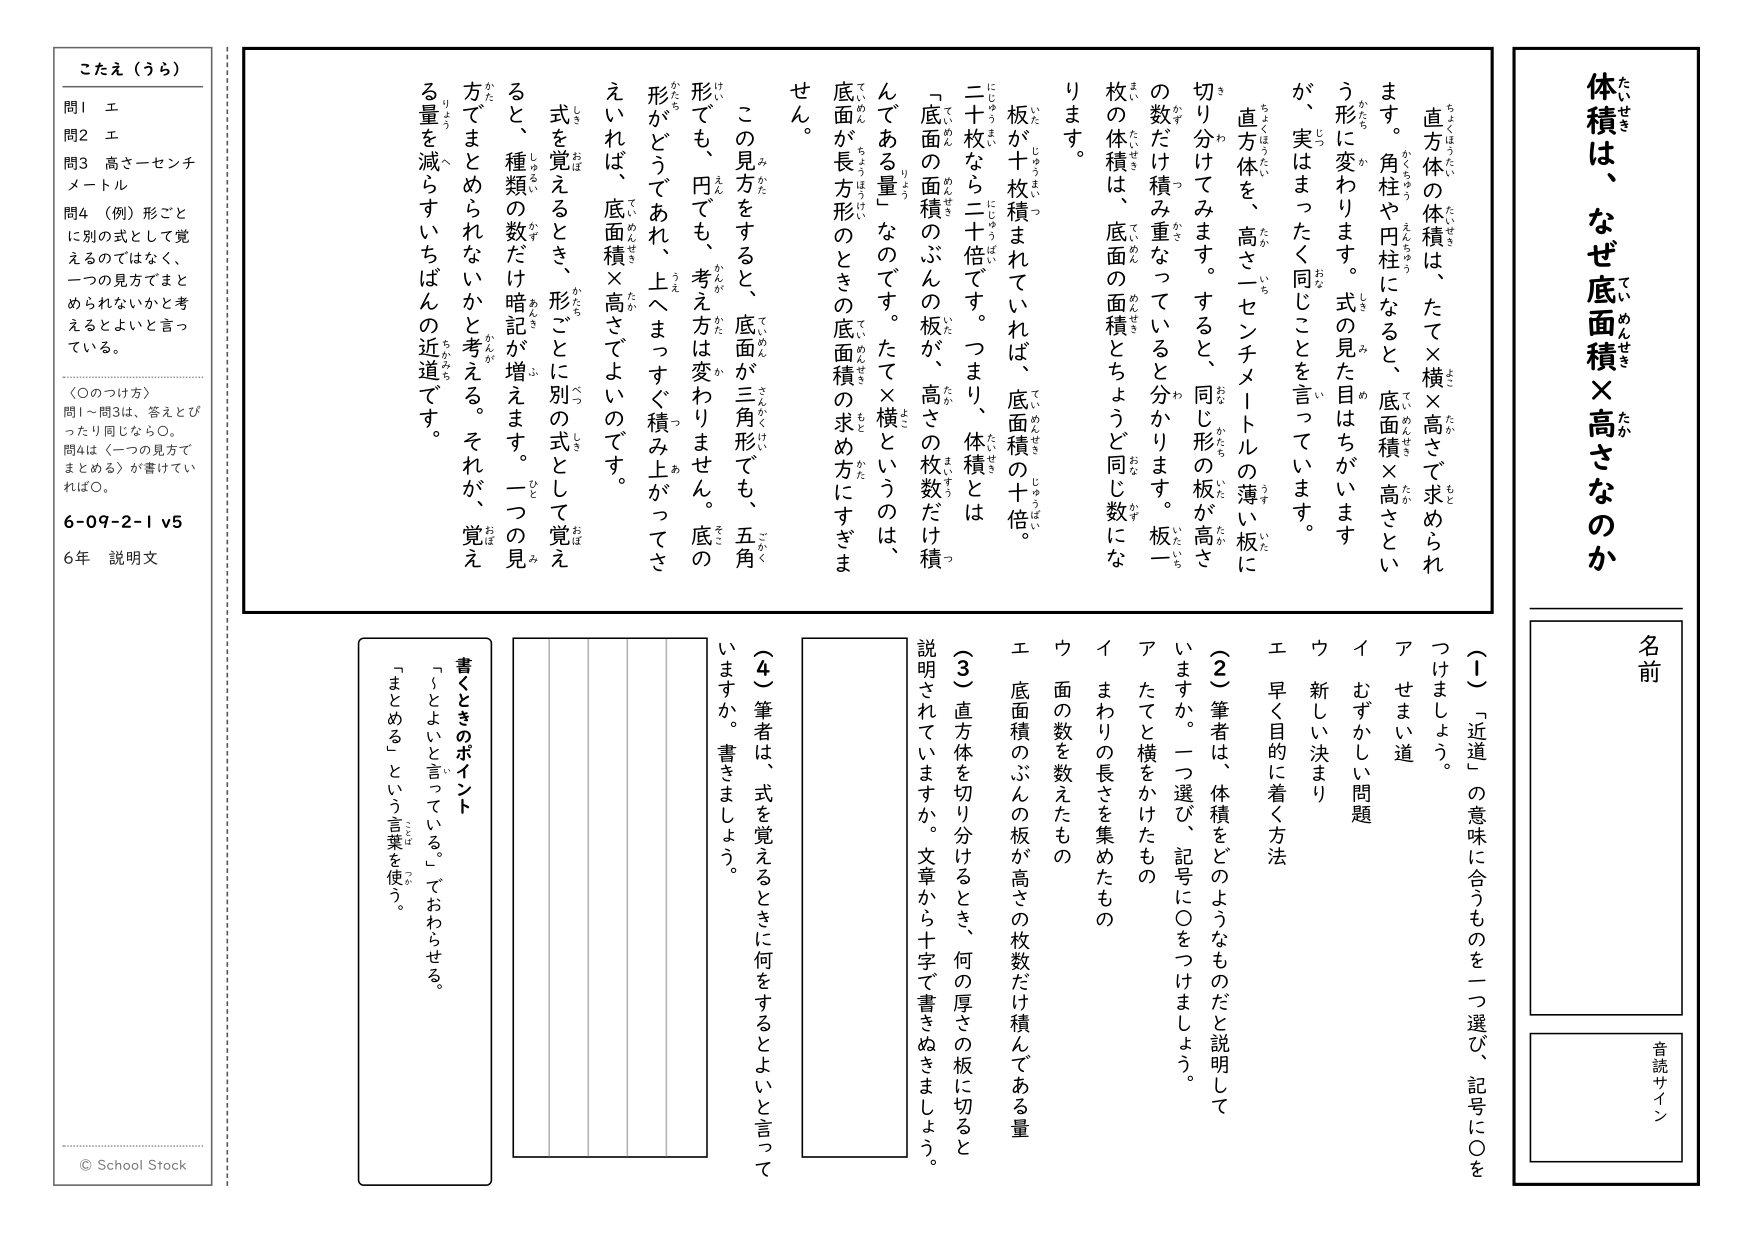 体積は、なぜ底面積×高さなのか
名前
音読サイン
直方体の体積は、たて×横×高さで求められ
ます。角柱や円柱になると、底面積×高さとい
う形に変わります。式の見た目はちがいます
が、実はまったく同じことを言っています。
直方体を、高さ一センチメートルの薄い板に
切り分けてみます。すると、同じ形の板が高さ
の数だけ積み重なっていると分かります。板一
枚の体積は、底面の面積とちょうど同じ数にな
ります。
板が十枚積まれていれば、底面積の十倍。
二十枚なら二十倍です。つまり、体積とは
「底面の面積のぶんの板が、高さの枚数だけ積
んである量」なのです。たて×横というのは、
底面が長方形のときの底面積の求め方にすぎま
せん。
この見方をすると、底面が三角形でも、五角
形でも、円でも、考え方は変わりません。底の
形がどうであれ、上へまっすぐ積み上がってさ
えいれば、底面積×高さでよいのです。
式を覚えるとき、形ごとに別の式として覚え
ると、種類の数だけ暗記が増えます。一つの見
方でまとめられないかと考える。それが、覚え
る量を減らすいちばんの近道です。
(1)「近道」の意味に合うものを一つ選び、記号に〇を
つけましょう。
ア せまい道
イ むずかしい問題
ウ 新しい決まり
エ 早く目的に着く方法
(2)筆者は、体積をどのようなものだと説明して
いますか。一つ選び、記号に〇をつけましょう。
ア たてと横をかけたもの
イ まわりの長さを集めたもの
ウ 面の数を数えたもの
エ 底面積のぶんの板が高さの枚数だけ積んである量
(3)直方体を切り分けるとき、何の厚さの板に切ると
説明されていますか。文章から十字で書きぬきましょう。
(4)筆者は、式を覚えるときに何をするとよいと言って
いますか。書きましょう。
書くときのポイント
「〜とよいと言っている。」でおわらせる。
「まとめる」という言葉を使う。
こたえ（うら）
問1 エ
問2 エ
問3 高さ一センチ
メートル
問4 （例）形ごと
に別の式として覚
えるのではなく、
一つの見方でまと
められないかと考
えるとよいと言っ
ている。
〈〇のつけ方〉
問1〜問3は、答えとぴ
ったり同じなら〇。
問4は〈一つの見方で
まとめる〉が書けてい
れば〇。
6-09-2-1 v5
6年 説明文
© School Stock